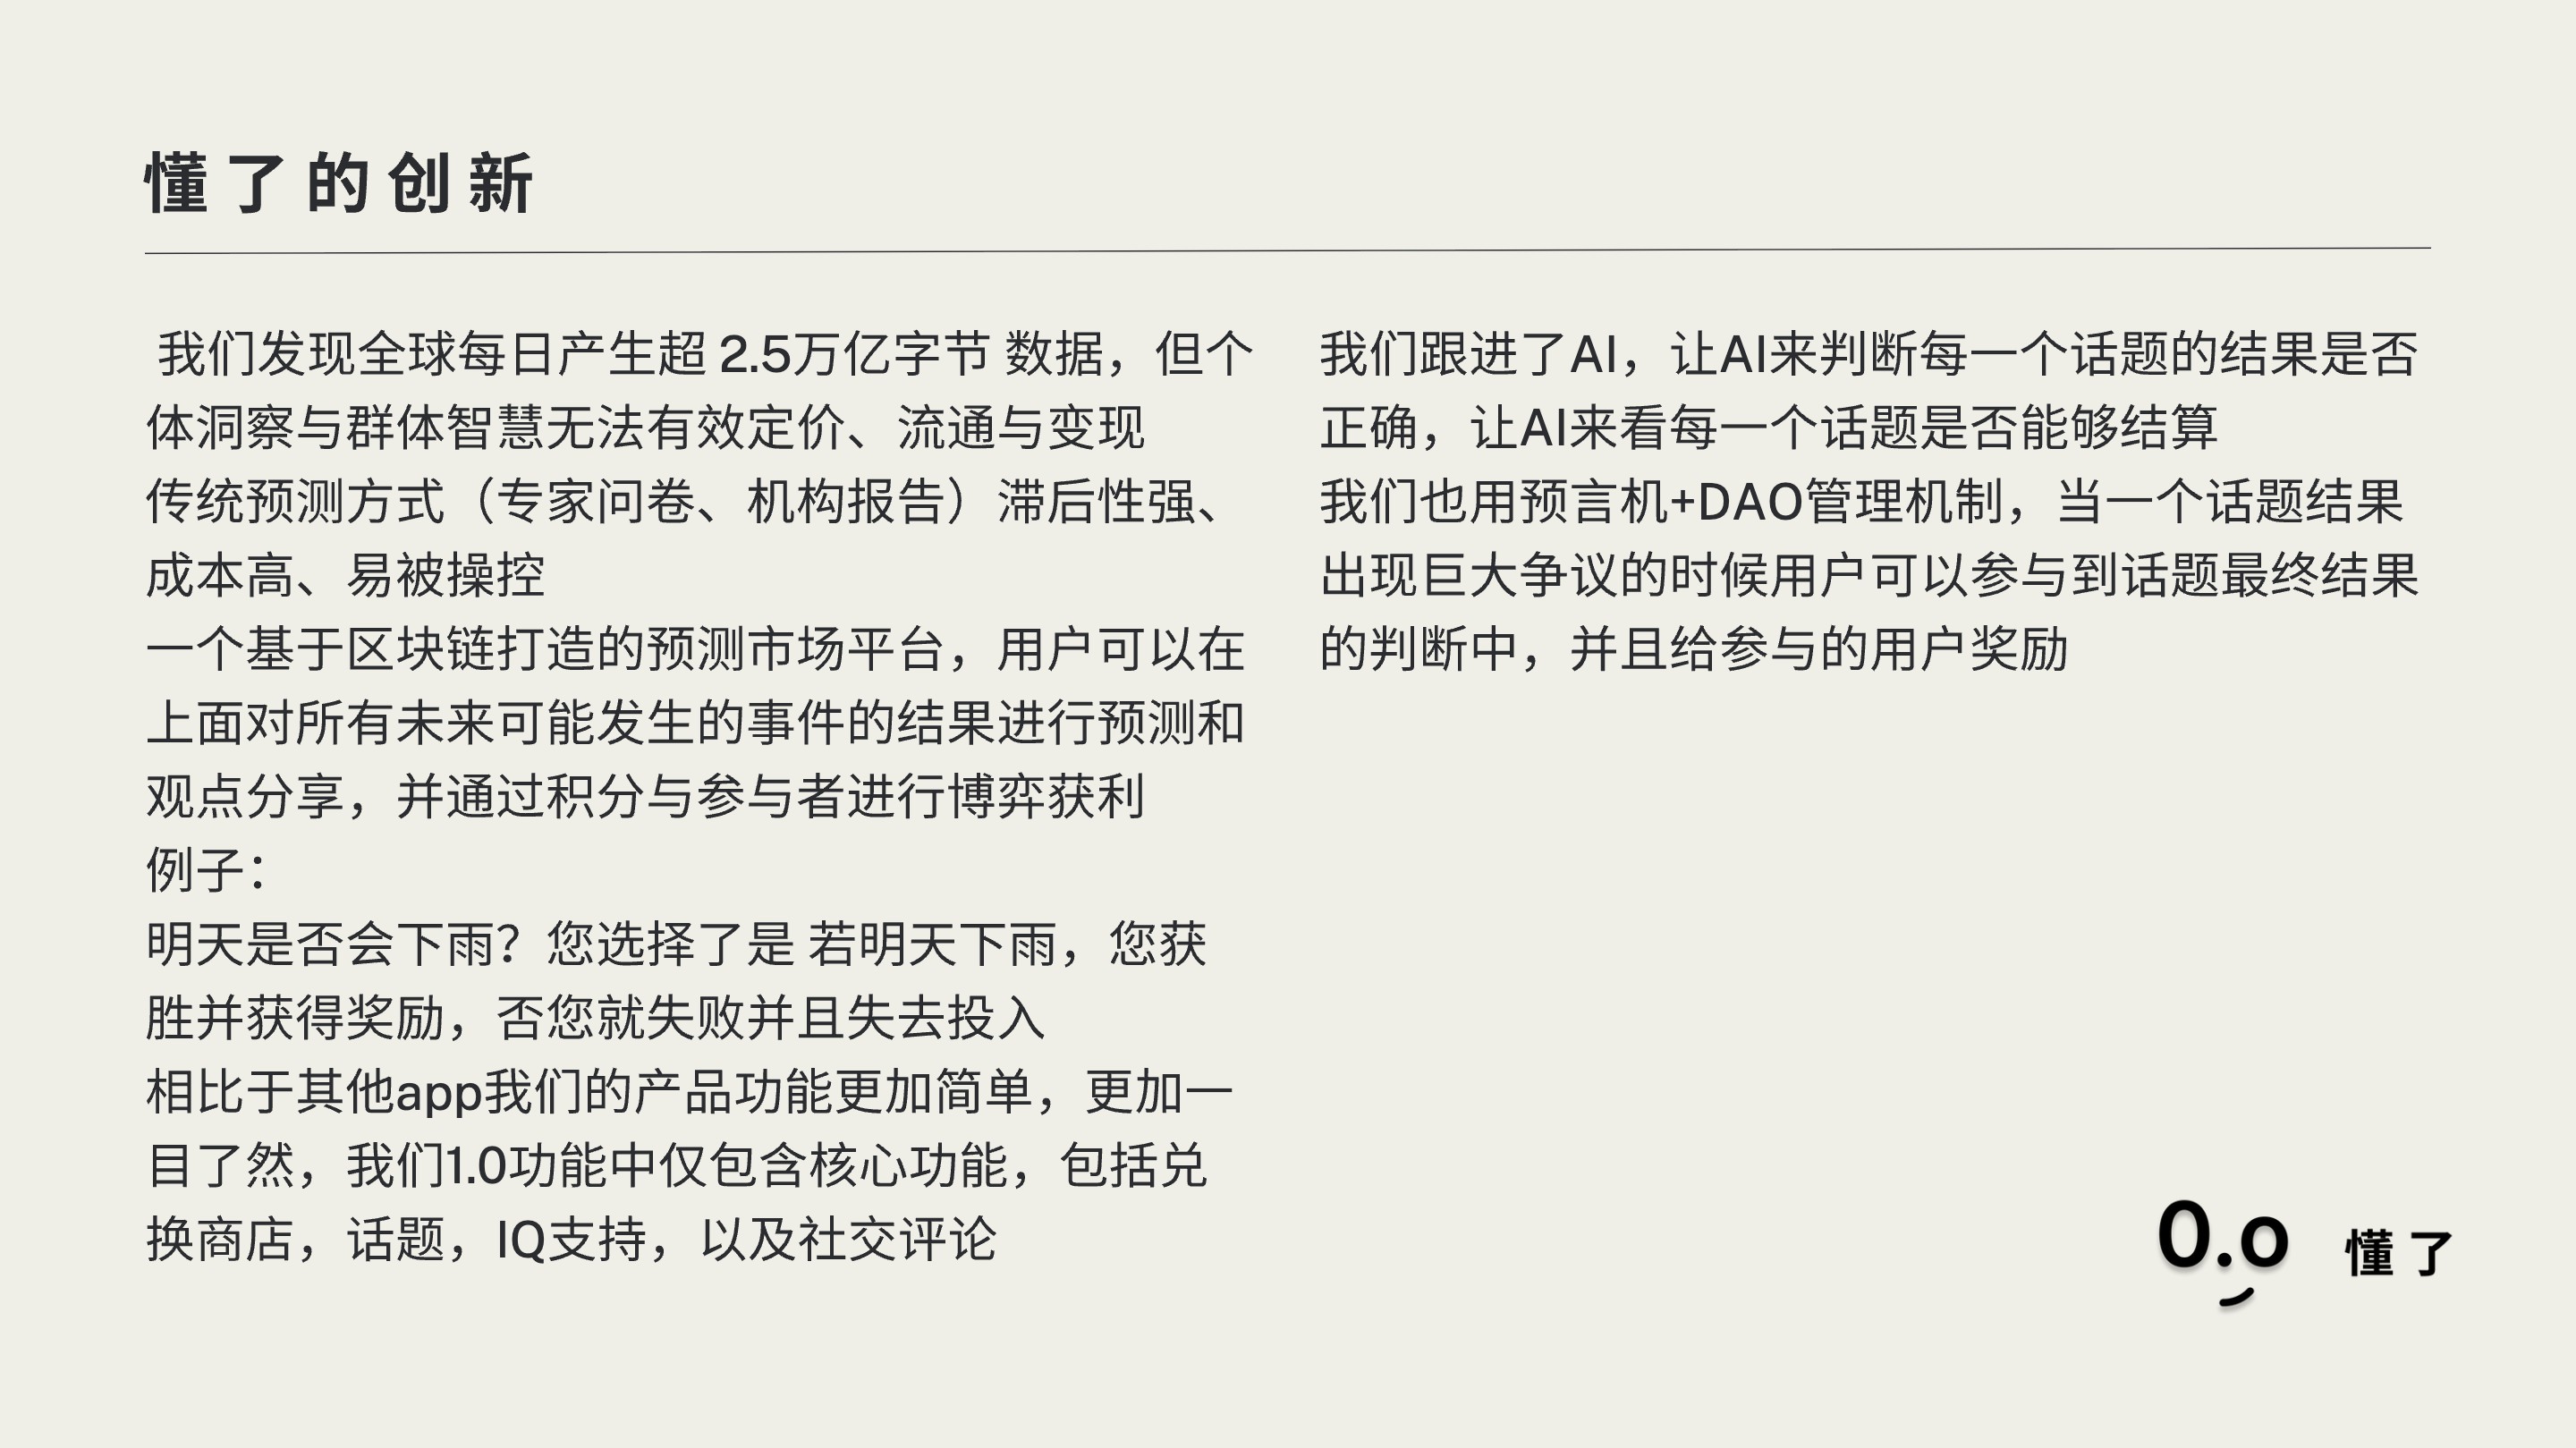 懂了的创新
我们发现全球每日产生超 2.5万亿字节 数据，但个
体洞察与群体智慧无法有效定价、流通与变现
传统预测方式（专家问卷、机构报告）滞后性强、
成本高、易被操控
一个基于区块链打造的预测市场平台，用户可以在
上面对所有未来可能发生的事件的结果进行预测和
观点分享，并通过积分与参与者进行博弈获利
例子：
明天是否会下雨？您选择了是 若明天下雨，您获
胜并获得奖励，否您就失败并且失去投入
相比于其他app我们的产品功能更加简单，更加一
目了然，我们1.0功能中仅包含核心功能，包括兑
换商店，话题，IQ支持，以及社交评论
我们跟进了AI，让AI来判断每一个话题的结果是否
正确，让AI来看每一个话题是否能够结算
我们也用预言机+DAO管理机制，当一个话题结果
出现巨大争议的时候用户可以参与到话题最终结果
的判断中，并且给参与的用户奖励
0.o 懂了